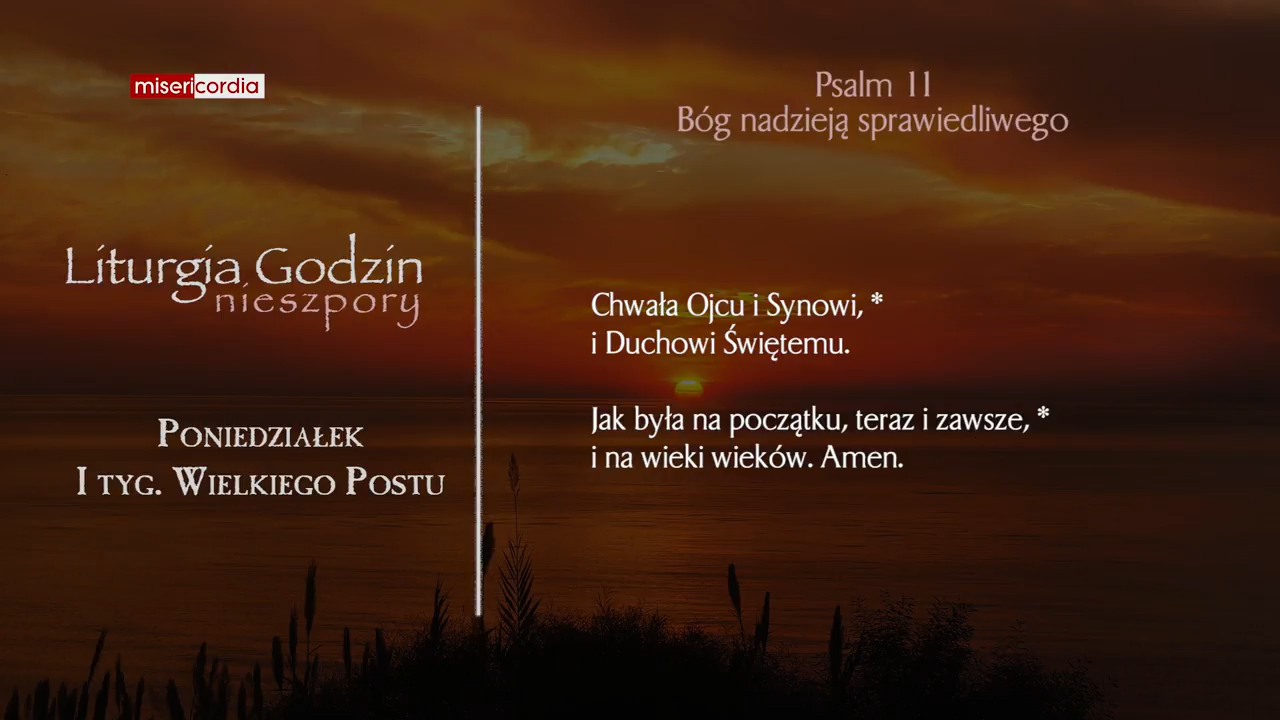 misericordia
Liturgia Godzin
nieszpory
Poniedziałek
I tyg. Wielkiego Postu
Psalm 11
Bóg nadzieją sprawiedliwego
Chwała Ojcu i Synowi, *
i Duchowi Świętemu.
Jak była na początku, teraz i zawsze, *
i na wieki wieków. Amen.